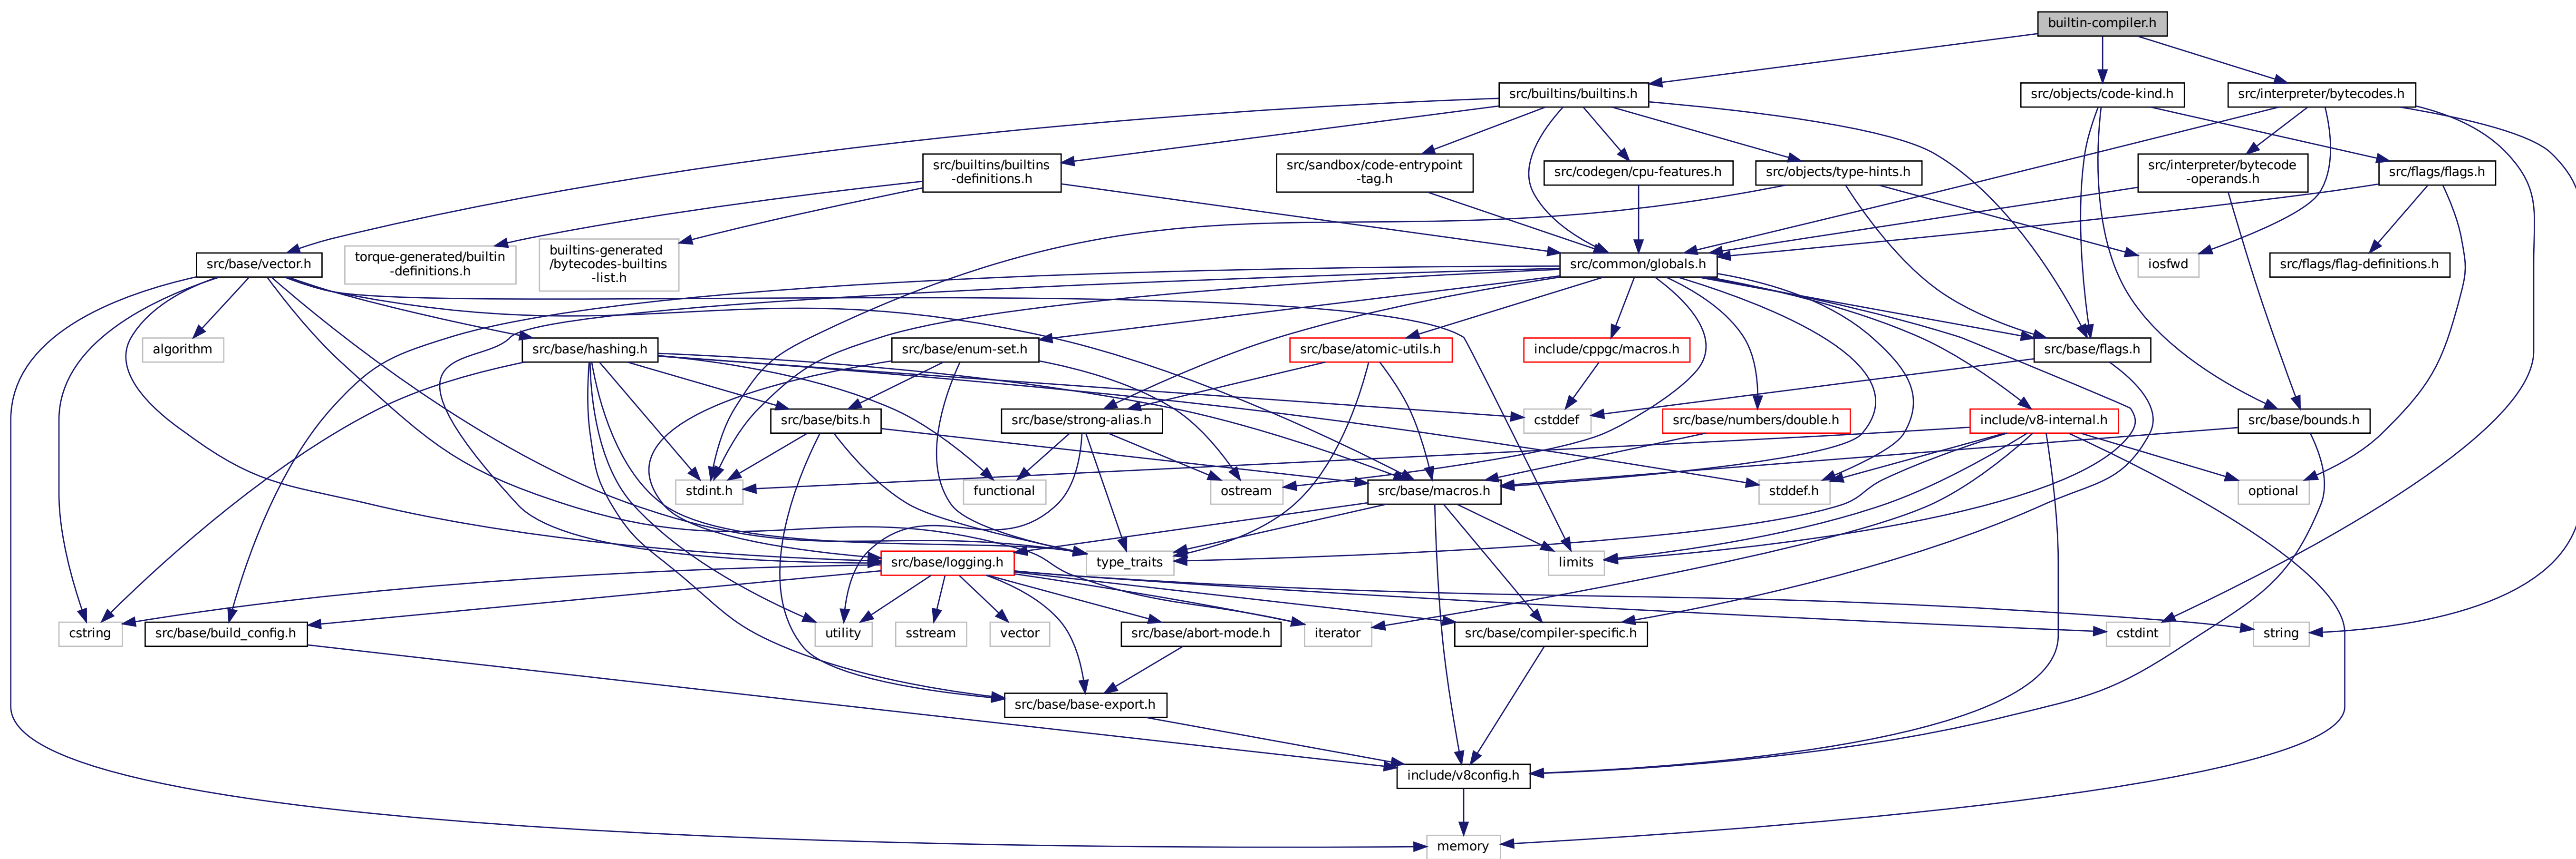 builtin-compiler.h
src/builtins/builtins.h
src/objects/code-kind.h
src/interpreter/bytecodes.h
src/builtins/builtins
-definitions.h
src/sandbox/code-entrypoint
-tag.h
src/codegen/cpu-features.h
src/objects/type-hints.h
src/interpreter/bytecode
-operands.h
src/flags/flags.h
src/base/vector.h
torque-generated/builtin
-definitions.h
builtins-generated
/bytecodes-builtins
-list.h
src/common/globals.h
iosfwd
src/flags/flag-definitions.h
algorithm
src/base/hashing.h
src/base/enum-set.h
src/base/atomic-utils.h
include/cppgc/macros.h
src/base/flags.h
src/base/bits.h
src/base/strong-alias.h
cstddef
src/base/numbers/double.h
include/v8-internal.h
src/base/bounds.h
stdint.h
functional
ostream
src/base/macros.h
stddef.h
optional
src/base/logging.h
type_traits
limits
cstring
src/base/build_config.h
utility
sstream
vector
src/base/abort-mode.h
iterator
src/base/compiler-specific.h
cstdint
string
src/base/base-export.h
include/v8config.h
memory